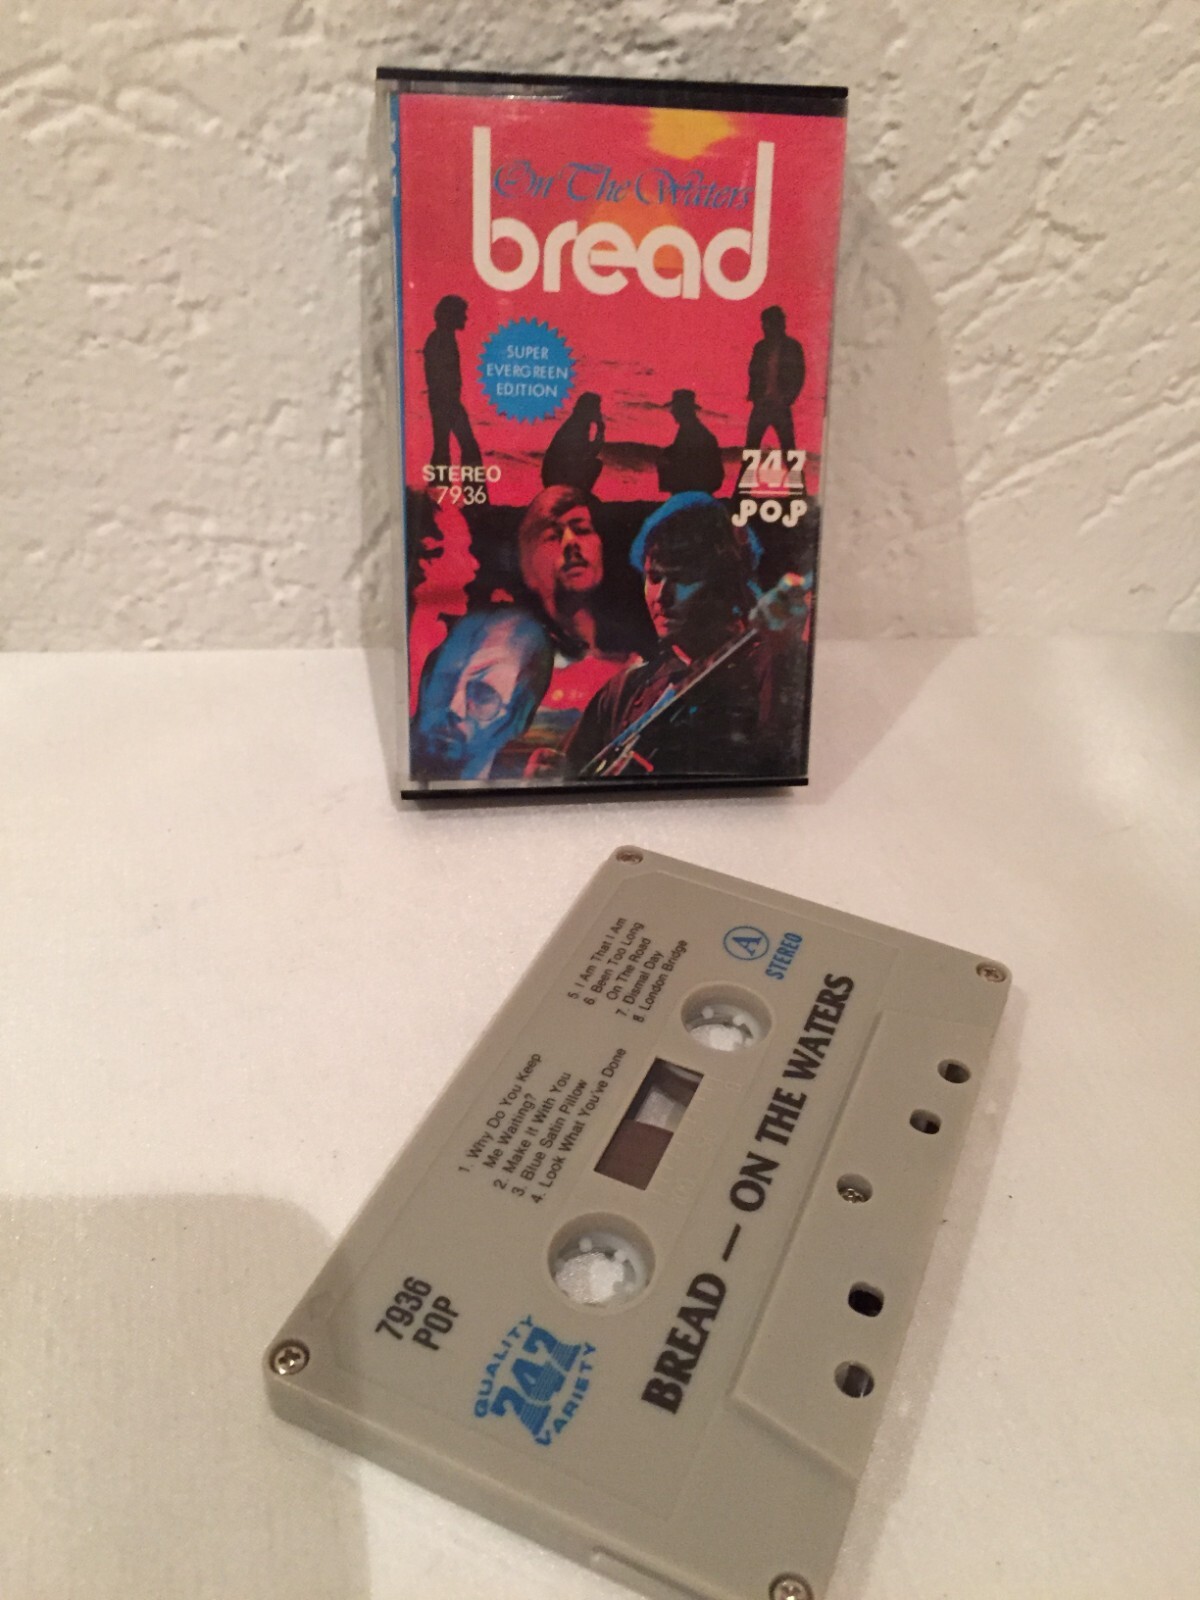 On The Waters
bread
SUPER
EVERGREEN
EDITION
STEREO
7936
747
POP
A
STEREO
5. I Am That I Am
6. Been Too Long
On The Road
7. Dismal Day
8. London Bridge
1. Why Do You Keep
Me Waiting?
2. Make It With You
3. Blue Satin Pillow
4. Look What You've Done
BREAD — ON THE WATERS
7936
POP
QUALITY
747
VARIETY